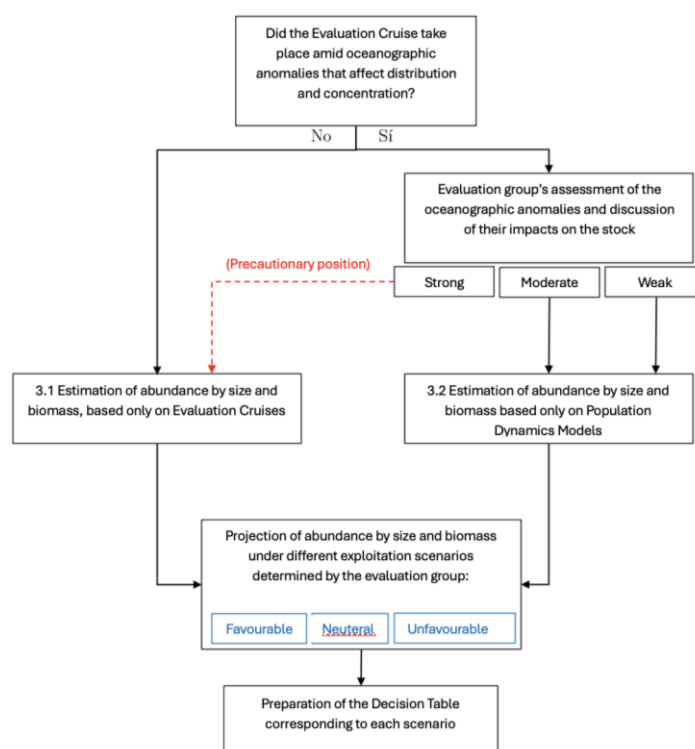 Did the Evaluation Cruise take
place amid oceanographic
anomalies that affect distribution
and concentration?
No Sí
Evaluation group's assessment of the
oceanographic anomalies and discussion
of their impacts on the stock
(Precautionary position)
Strong Moderate Weak
3.1 Estimation of abundance by size and
biomass, based only on Evaluation Cruises
3.2 Estimation of abundance by size and
biomass based only on Population
Dynamics Models
Projection of abundance by size and biomass
under different exploitation scenarios
determined by the evaluation group:
Favourable Neuteral Unfavourable
Preparation of the Decision Table
corresponding to each scenario